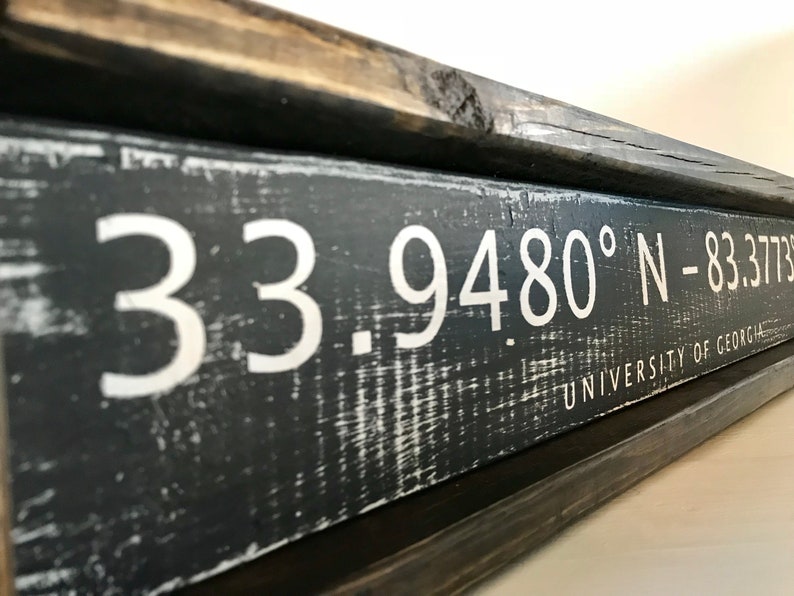 33.9480° N – 83.3773°
UNIVERSITY OF GEORGIA